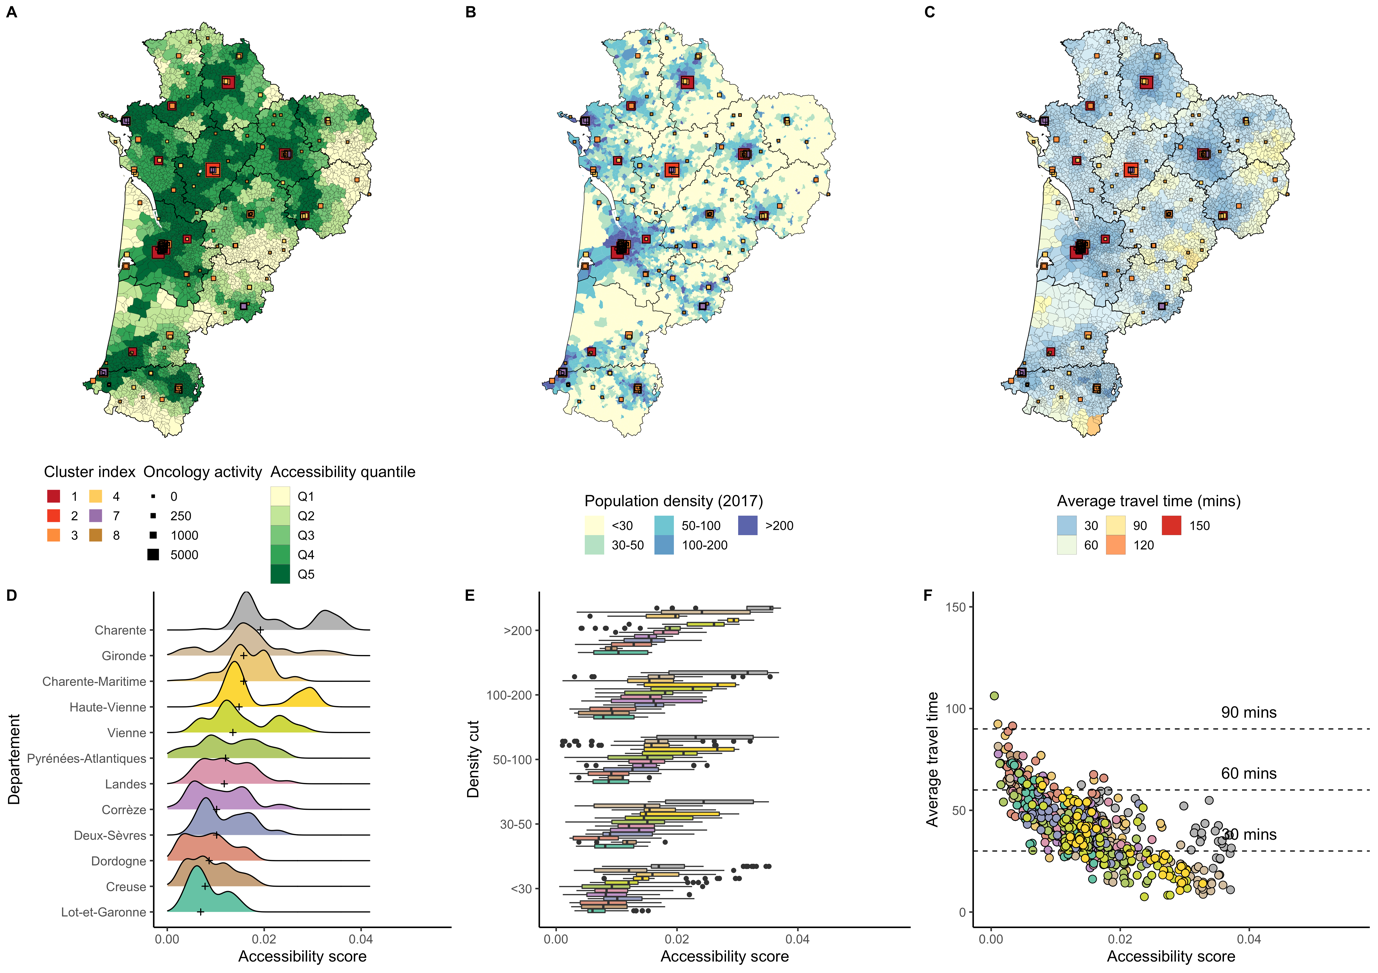 A
B
C
Cluster index
1
4
2
7
3
8
Oncology activity
0
250
1000
5000
Accessibility quantile
Q1
Q2
Q3
Q4
Q5
Population density (2017)
<30
50-100
>200
30-50
100-200
Average travel time (mins)
30
90
150
60
120
D
Departement
Charente
Gironde
Charente-Maritime
Haute-Vienne
Vienne
Pyrénées-Atlantiques
Landes
Corrèze
Deux-Sèvres
Dordogne
Creuse
Lot-et-Garonne
0.00
0.02
0.04
Accessibility score
E
Density cut
>200
100-200
50-100
30-50
<30
0.00
0.02
0.04
Accessibility score
F
Average travel time
150
100
50
0
90 mins
60 mins
30 mins
0.00
0.02
0.04
Accessibility score